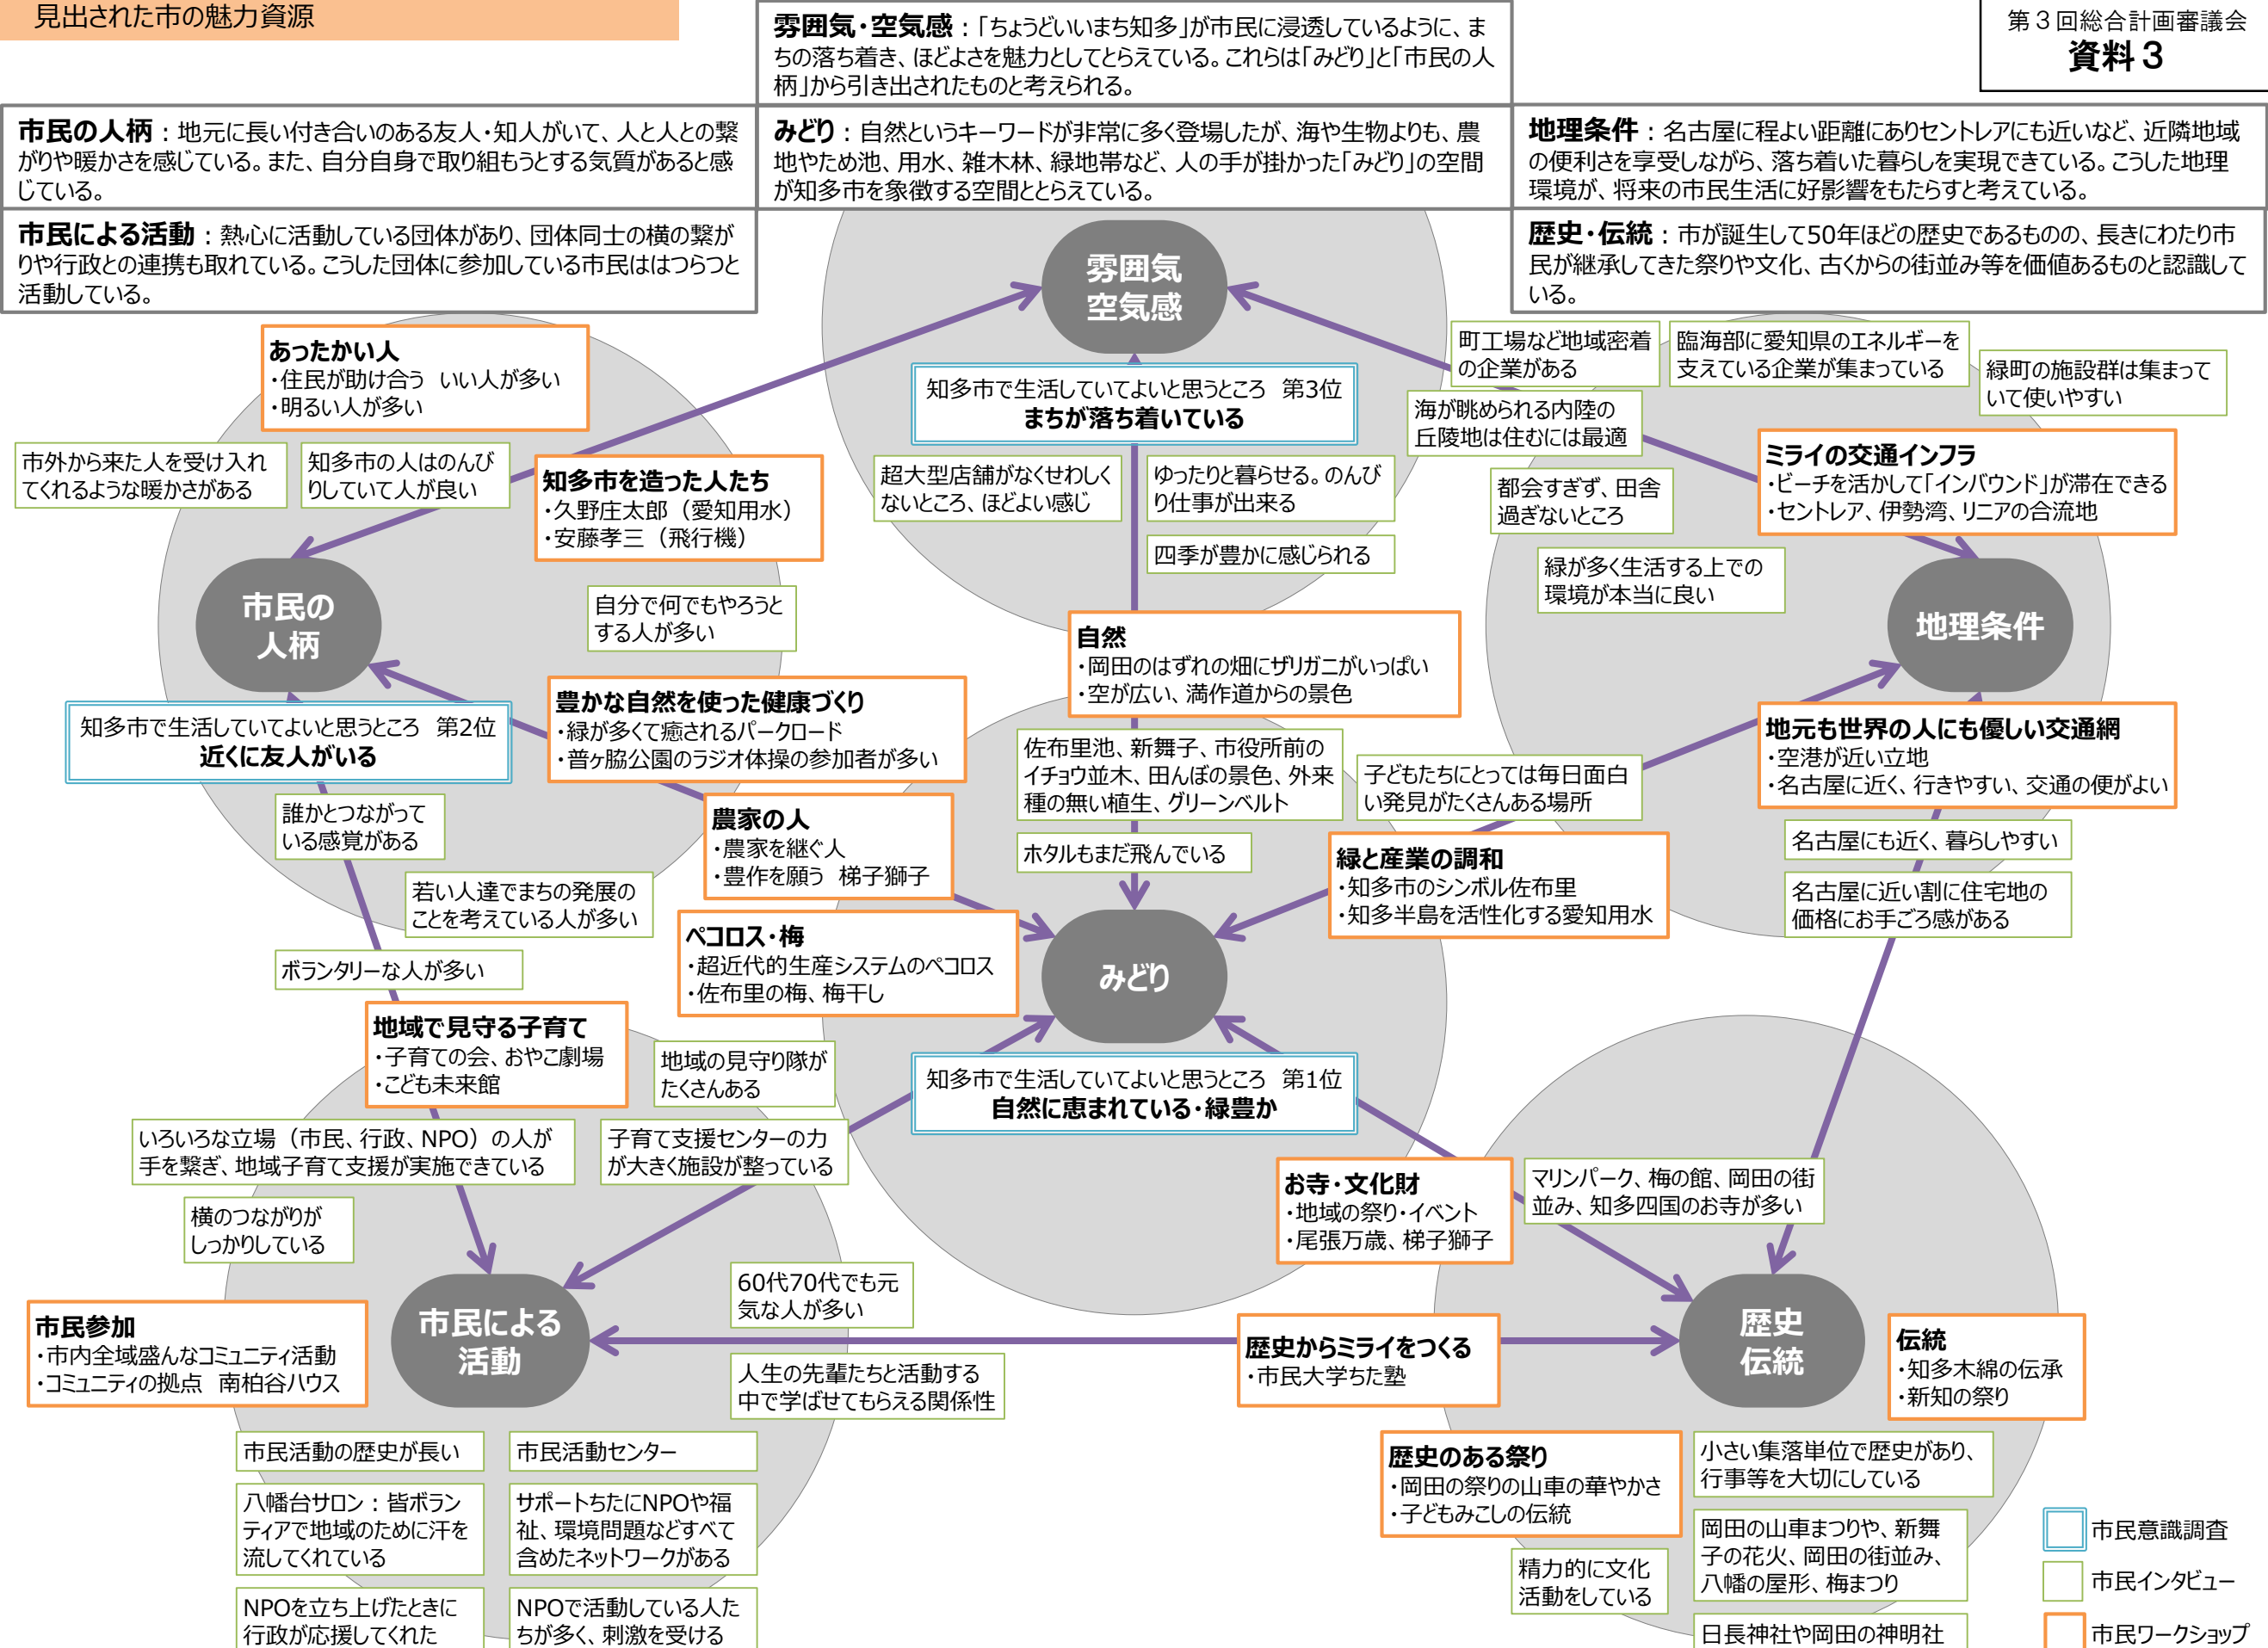 見出された市の魅力資源
第３回総合計画審議会
資料３
雰囲気・空気感：「ちょうどいいまち知多」が市民に浸透しているように、ま
ちの落ち着き、ほどよさを魅力としてとらえている。これらは「みどり」と「市民の人
柄」から引き出されたものと考えられる。
市民の人柄：地元に長い付き合いのある友人・知人がいて、人と人との繋
がりや暖かさを感じている。また、自分自身で取り組もうとする気質があると感
じている。
みどり：自然というキーワードが非常に多く登場したが、海や生物よりも、農
地やため池、用水、雑木林、緑地帯など、人の手が掛かった「みどり」の空間
が知多市を象徴する空間ととらえている。
地理条件：名古屋に程よい距離にありセントレアにも近いなど、近隣地域
の便利さを享受しながら、落ち着いた暮らしを実現できている。こうした地理
環境が、将来の市民生活に好影響をもたらすと考えている。
市民による活動：熱心に活動している団体があり、団体同士の横の繋が
りや行政との連携も取れている。こうした団体に参加している市民ははつらつと
活動している。
歴史・伝統：市が誕生して50年ほどの歴史であるものの、長きにわたり市
民が継承してきた祭りや文化、古くからの街並み等を価値あるものと認識して
いる。
雰囲気
空気感
知多市で生活していてよいと思うところ　第3位
まちが落ち着いている
超大型店舗がなくせわしく
ないところ、ほどよい感じ
ゆったりと暮らせる。のんび
り仕事が出来る
四季が豊かに感じられる
あったかい人
・住民が助け合う　いい人が多い
・明るい人が多い
市外から来た人を受け入れ
てくれるような暖かさがある
知多市の人はのんび
りしていて人が良い
知多市を造った人たち
・久野庄太郎（愛知用水）
・安藤孝三（飛行機）
市民の
人柄
自分で何でもやろうと
する人が多い
知多市で生活していてよいと思うところ　第2位
近くに友人がいる
誰かとつながって
いる感覚がある
若い人達でまちの発展の
ことを考えている人が多い
ボランタリーな人が多い
町工場など地域密着
の企業がある
臨海部に愛知県のエネルギーを
支えている企業が集まっている
緑町の施設群は集まって
いて使いやすい
海が眺められる内陸の
丘陵地は住むには最適
ミライの交通インフラ
・ビーチを活かして「インバウンド」が滞在できる
・セントレア、伊勢湾、リニアの合流地
都会すぎず、田舎
過ぎないところ
緑が多く生活する上での
環境が本当に良い
地理条件
地元も世界の人にも優しい交通網
・空港が近い立地
・名古屋に近く、行きやすい、交通の便がよい
名古屋にも近く、暮らしやすい
名古屋に近い割に住宅地の
価格にお手ごろ感がある
自然
・岡田のはずれの畑にザリガニがいっぱい
・空が広い、満作道からの景色
豊かな自然を使った健康づくり
・緑が多くて癒されるパークロード
・普ヶ脇公園のラジオ体操の参加者が多い
佐布里池、新舞子、市役所前の
イチョウ並木、田んぼの景色、外来
種の無い植生、グリーンベルト
子どもたちにとっては毎日面白
い発見がたくさんある場所
農家の人
・農家を継ぐ人
・豊作を願う　梯子獅子
ホタルもまだ飛んでいる
緑と産業の調和
・知多市のシンボル佐布里
・知多半島を活性化する愛知用水
ペコロス・梅
・超近代的生産システムのペコロス
・佐布里の梅、梅干し
みどり
知多市で生活していてよいと思うところ　第1位
自然に恵まれている・緑豊か
地域で見守る子育て
・子育ての会、おやこ劇場
・こども未来館
地域の見守り隊が
たくさんある
いろいろな立場（市民、行政、NPO）の人が
手を繋ぎ、地域子育て支援が実施できている
子育て支援センターの力
が大きく施設が整っている
横のつながりが
しっかりしている
市民参加
・市内全域盛んなコミュニティ活動
・コミュニティの拠点　南柏谷ハウス
市民による
活動
60代70代でも元
気な人が多い
人生の先輩たちと活動する
中で学ばせてもらえる関係性
市民活動の歴史が長い
市民活動センター
八幡台サロン：皆ボラン
ティアで地域のために汗を
流してくれている
サポートちたにNPOや福
祉、環境問題などすべて
含めたネットワークがある
NPOを立ち上げたときに
行政が応援してくれた
NPOで活動している人た
ちが多く、刺激を受ける
お寺・文化財
・地域の祭り・イベント
・尾張万歳、梯子獅子
マリンパーク、梅の館、岡田の街
並み、知多四国のお寺が多い
歴史からミライをつくる
・市民大学ちた塾
歴史
伝統
伝統
・知多木綿の伝承
・新知の祭り
歴史のある祭り
・岡田の祭りの山車の華やかさ
・子どもみこしの伝統
小さい集落単位で歴史があり、
行事等を大切にしている
岡田の山車まつりや、新舞
子の花火、岡田の街並み、
八幡の屋形、梅まつり
精力的に文化
活動をしている
日長神社や岡田の神明社
市民意識調査
市民インタビュー
市民ワークショップ